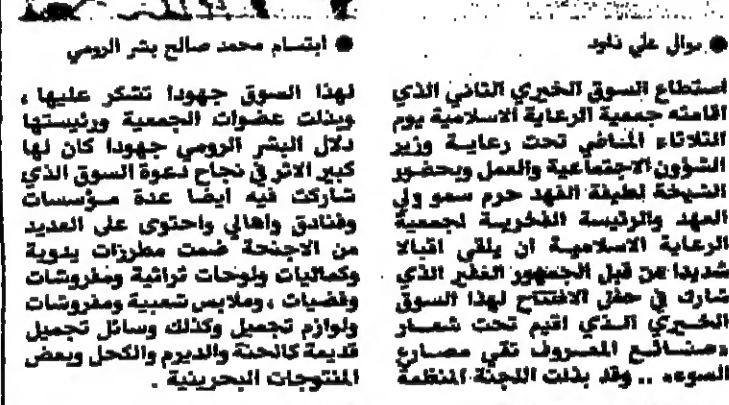 ● نوال علي نلود
استطاع السوق الخيري الثاني الذي
اقامته جمعية الرعاية الاسلامية يوم
الثلاثاء الماضي تحت رعاية وزير
الشؤون الاجتماعية والعمل وبحضور
الشيخة لطيفة الفهد حرم سمو ولي
العهد والرئيسة الفخرية لجمعية
الرعاية الاسلامية ان يلقى اقبالا
شديدا من قبل الجمهور الغفير الذي
شارك في حفل الافتتاح لهذا السوق
الخيري الذي اقيم تحت شعار
«صنائع المعروف تقي مصارع
السوء» .. وقد بذلت اللجنة المنظمة
● ابتسام محمد صالح بشر الرومي
لهذا السوق جهودا تشكر عليها ،
وبذلت عضوات الجمعية ورئيستها
دلال البشر الرومي جهودا كان لها
كبير الاثر في نجاح دعوة السوق الذي
شاركت فيه ايضا عدة مؤسسات
وفنادق واهالي واحتوى على العديد
من الاجنحة ضمت مطرزات يدوية
وكماليات ولوحات تراثية ومفروشات
وفضيات ، وملابس شعبية ومفروشات
ولوازم تجميل وكذلك وسائل تجميل
قديمة كالحنة والديرم والكحل وبعض
المنتوجات البحرينية .